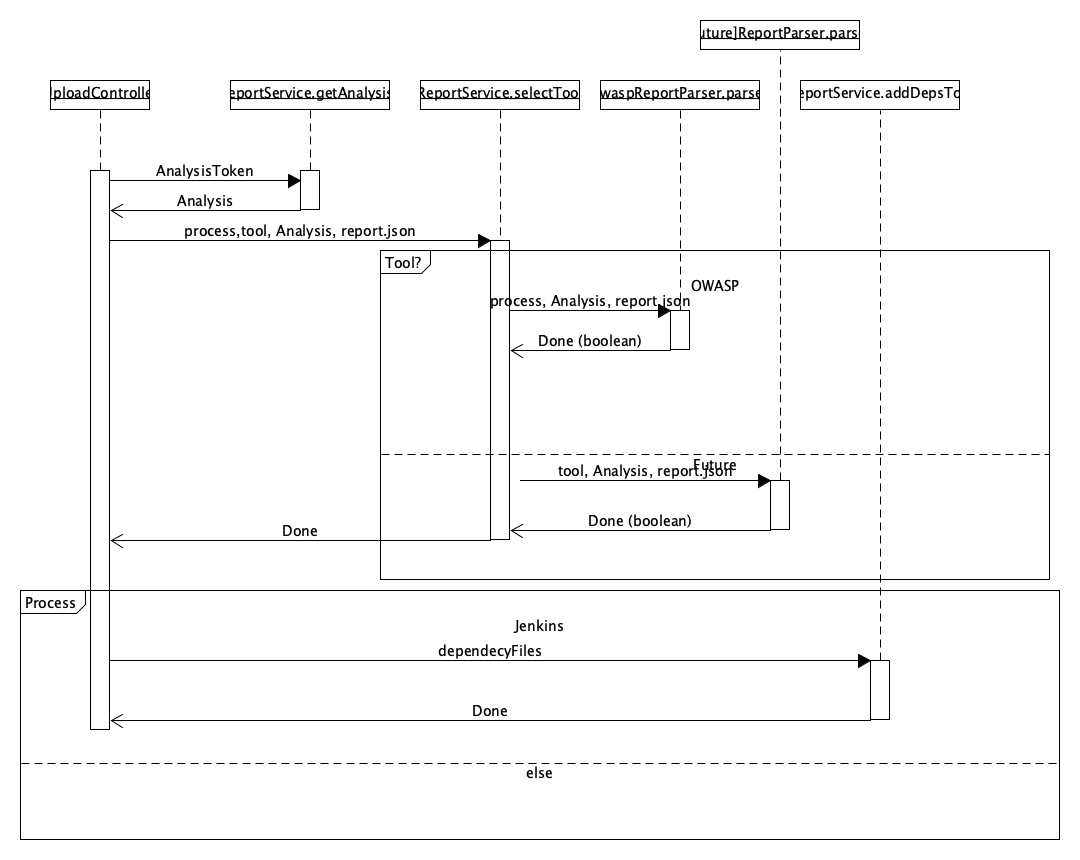 uture]ReportParser.pars
UploadControlle
eportService.getAnalysis
ReportService.selectToo
waspReportParser.parse
eportService.addDepsTo
AnalysisToken
Analysis
process,tool, Analysis, report.json
Tool?
OWASP
process, Analysis, report.json
Done (boolean)
Future
tool, Analysis, report.json
Done (boolean)
Done
Process
Jenkins
dependecyFiles
Done
else